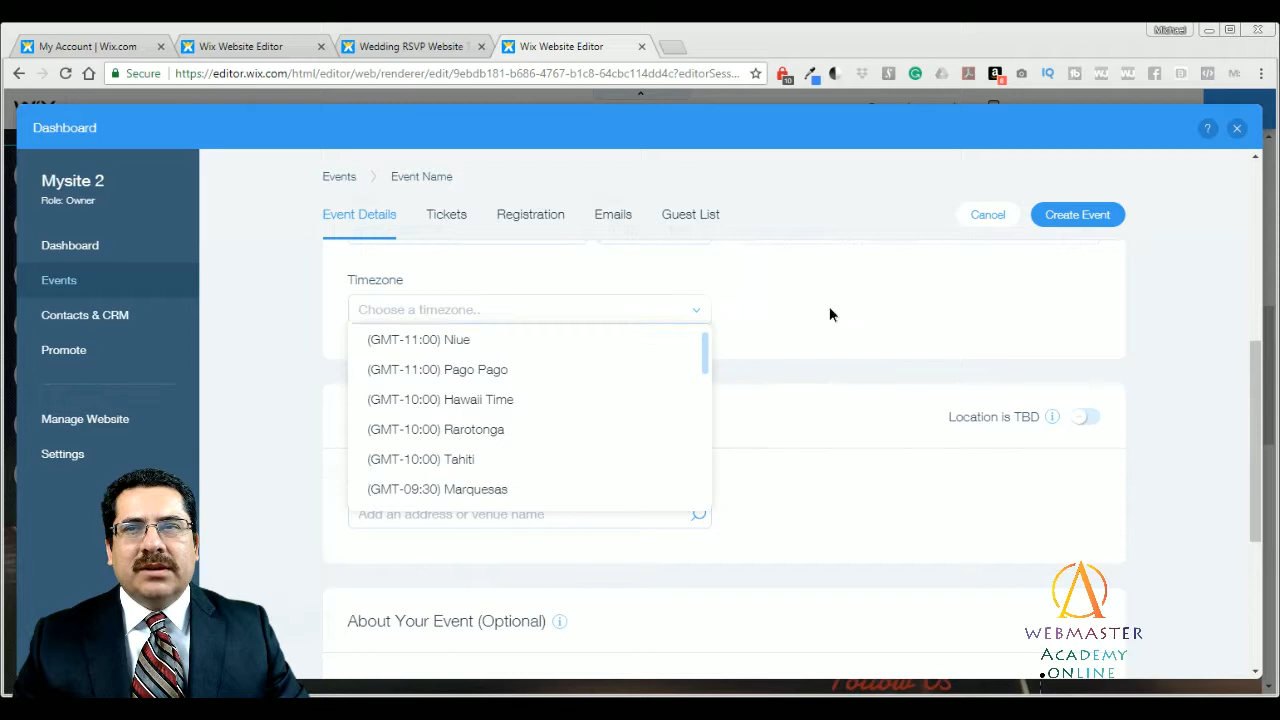 Michael
My Account | Wix.com
Wix Website Editor
Wedding RSVP Website T
Wix Website Editor
Secure
https://editor.wix.com/html/editor/web/renderer/edit/9ebdb181-b686-4767-b1c8-64cbc114dd4c?editorSess...
Dashboard
?
Mysite 2
Role: Owner
Dashboard
Events
Contacts & CRM
Promote
Manage Website
Settings
Events
Event Name
Event Details
Tickets
Registration
Emails
Guest List
Cancel
Create Event
Timezone
Choose a timezone..
(GMT-11:00) Niue
(GMT-11:00) Pago Pago
(GMT-10:00) Hawaii Time
(GMT-10:00) Rarotonga
(GMT-10:00) Tahiti
(GMT-09:30) Marquesas
Location is TBD
Add an address or venue name
About Your Event (Optional)
WEBMASTER
Academy
.ONLINE
Follow Us